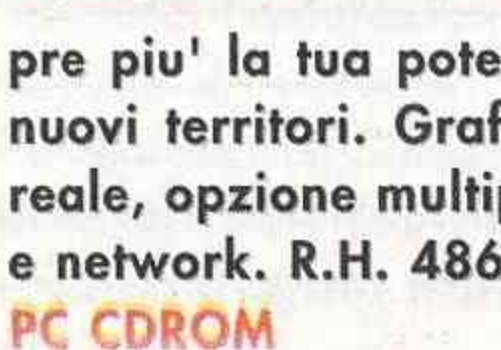 pre piu' la tua pote
nuovi territori. Graf
reale, opzione multip
e network. R.H. 486
PC CDROM